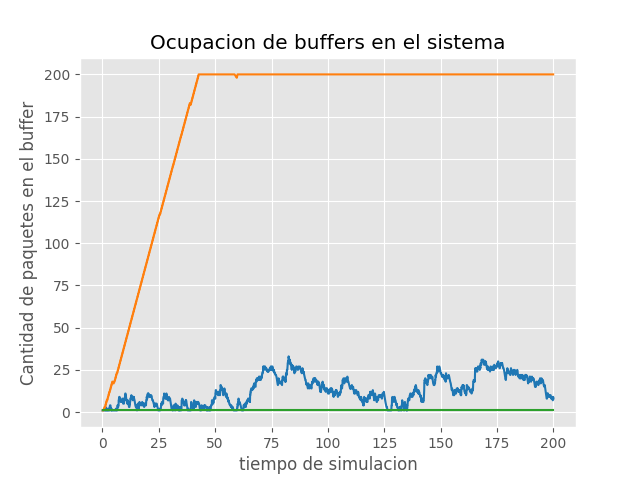 Ocupacion de buffers en el sistema
Cantidad de paquetes en el buffer
200
175
150
125
100
75
50
25
0
0 25 50 75 100 125 150 175 200
tiempo de simulacion